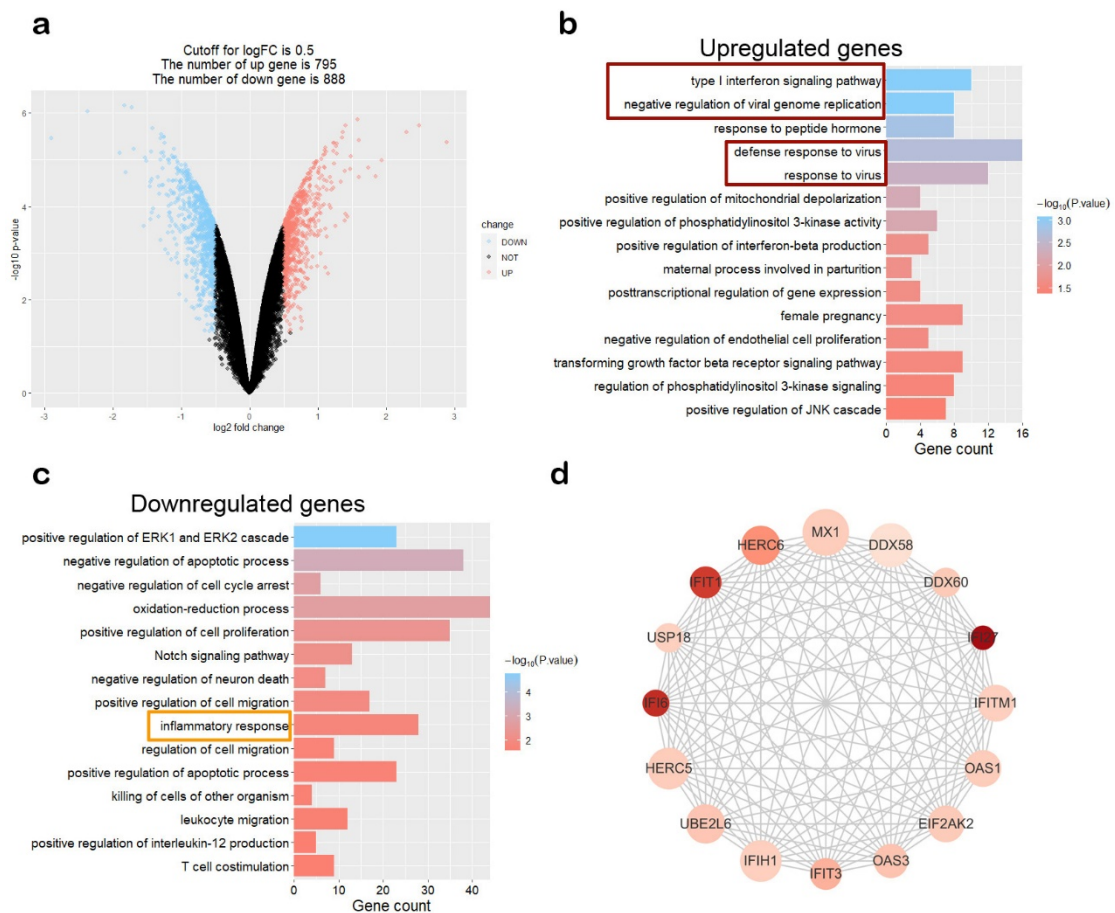 a
Cutoff for logFC is 0.5
The number of up gene is 795
The number of down gene is 888
-log10 p-value
6
4
2
0
-3
-2
-1
0
1
2
3
log2 fold change
change
DOWN
NOT
UP
b
Upregulated genes
type I interferon signaling pathway
negative regulation of viral genome replication
response to peptide hormone
defense response to virus
response to virus
positive regulation of mitochondrial depolarization
positive regulation of phosphatidylinositol 3-kinase activity
positive regulation of interferon-beta production
maternal process involved in parturition
posttranscriptional regulation of gene expression
female pregnancy
negative regulation of endothelial cell proliferation
transforming growth factor beta receptor signaling pathway
regulation of phosphatidylinositol 3-kinase signaling
positive regulation of JNK cascade
0 4 8 12 16
Gene count
−log10(P.value)
3.0
2.5
2.0
1.5
c
Downregulated genes
positive regulation of ERK1 and ERK2 cascade
negative regulation of apoptotic process
negative regulation of cell cycle arrest
oxidation-reduction process
positive regulation of cell proliferation
Notch signaling pathway
negative regulation of neuron death
positive regulation of cell migration
inflammatory response
regulation of cell migration
positive regulation of apoptotic process
killing of cells of other organism
leukocyte migration
positive regulation of interleukin-12 production
T cell costimulation
0 10 20 30 40
Gene count
−log10(P.value)
4
3
2
d
MX1
DDX58
DDX60
IFI27
IFITM1
OAS1
EIF2AK2
OAS3
IFIT3
IFIH1
UBE2L6
HERC5
IFI6
USP18
IFIT1
HERC6